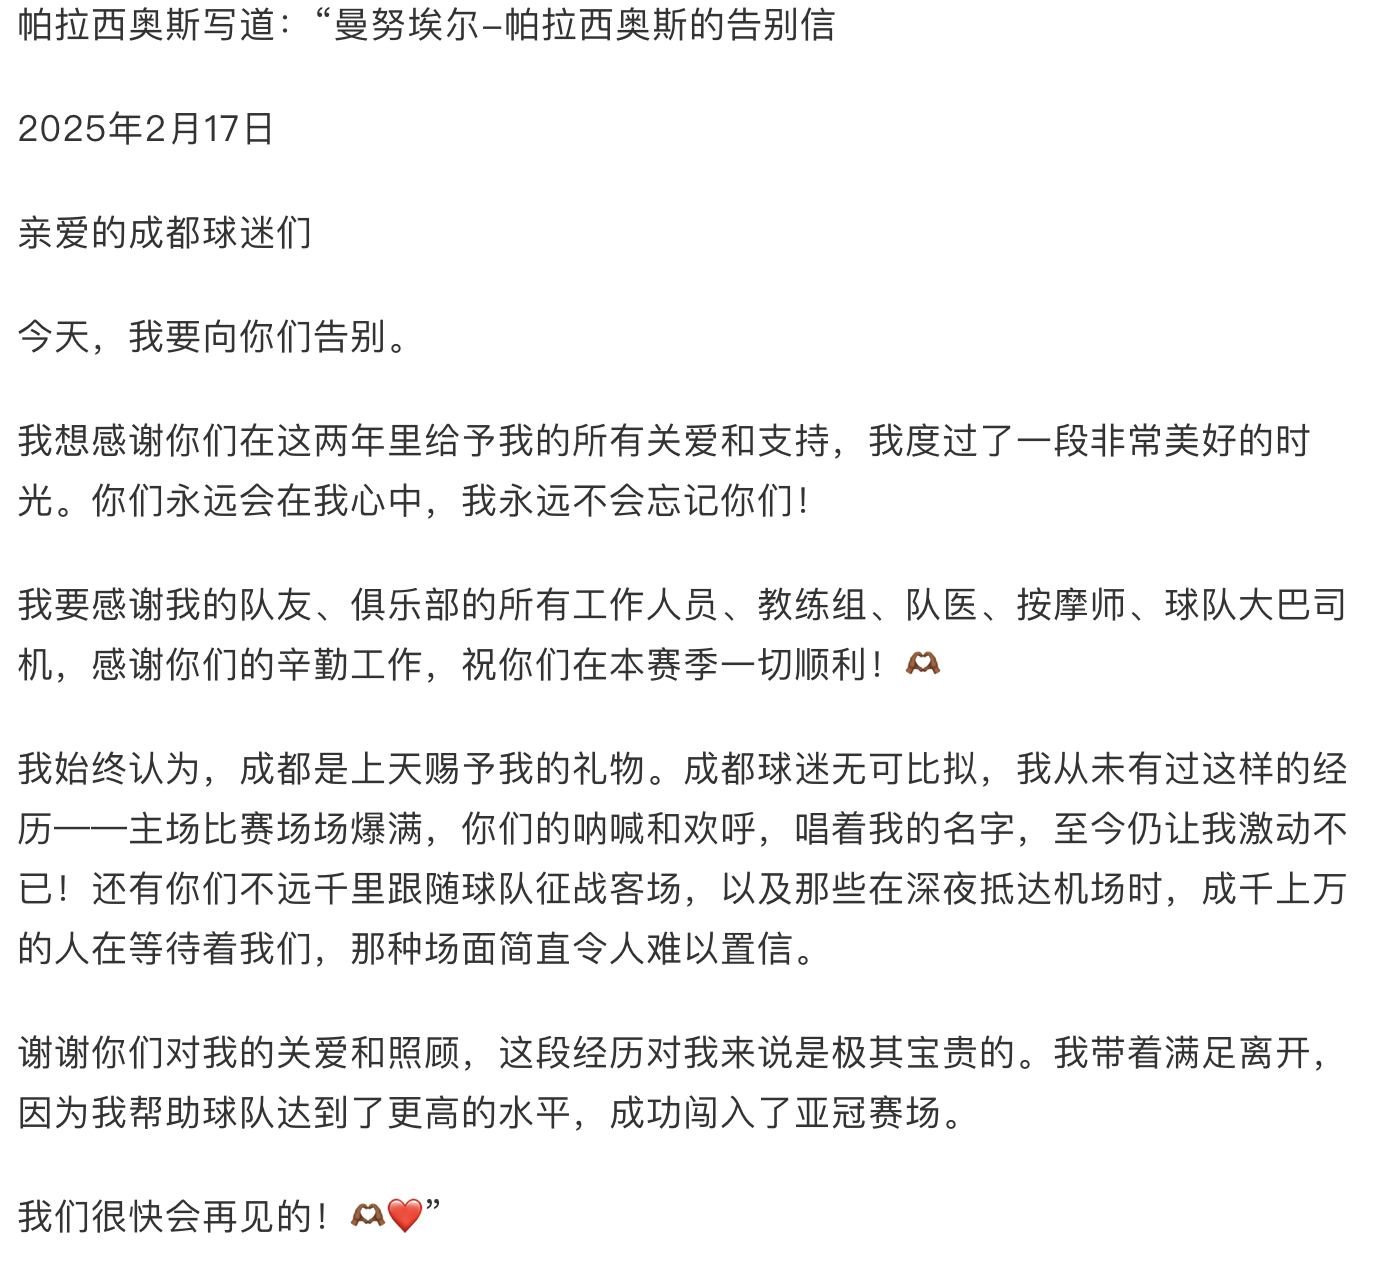 帕拉西奥斯写道：“曼努埃尔-帕拉西奥斯的告别信
2025年2月17日
亲爱的成都球迷们
今天，我要向你们告别。
我想感谢你们在这两年里给予我的所有关爱和支持，我度过了一段非常美好的时
光。你们永远会在我心中，我永远不会忘记你们！
我要感谢我的队友、俱乐部的所有工作人员、教练组、队医、按摩师、球队大巴司
机，感谢你们的辛勤工作，祝你们在本赛季一切顺利！🫶🏾
我始终认为，成都是上天赐予我的礼物。成都球迷无可比拟，我从未有过这样的经
历——主场比赛场场爆满，你们的呐喊和欢呼，唱着我的名字，至今仍让我激动不
已！还有你们不远千里跟随球队征战客场，以及那些在深夜抵达机场时，成千上万
的人在等待着我们，那种场面简直令人难以置信。
谢谢你们对我的关爱和照顾，这段经历对我来说是极其宝贵的。我带着满足离开，
因为我帮助球队达到了更高的水平，成功闯入了亚冠赛场。
我们很快会再见的！🫶🏾❤️”